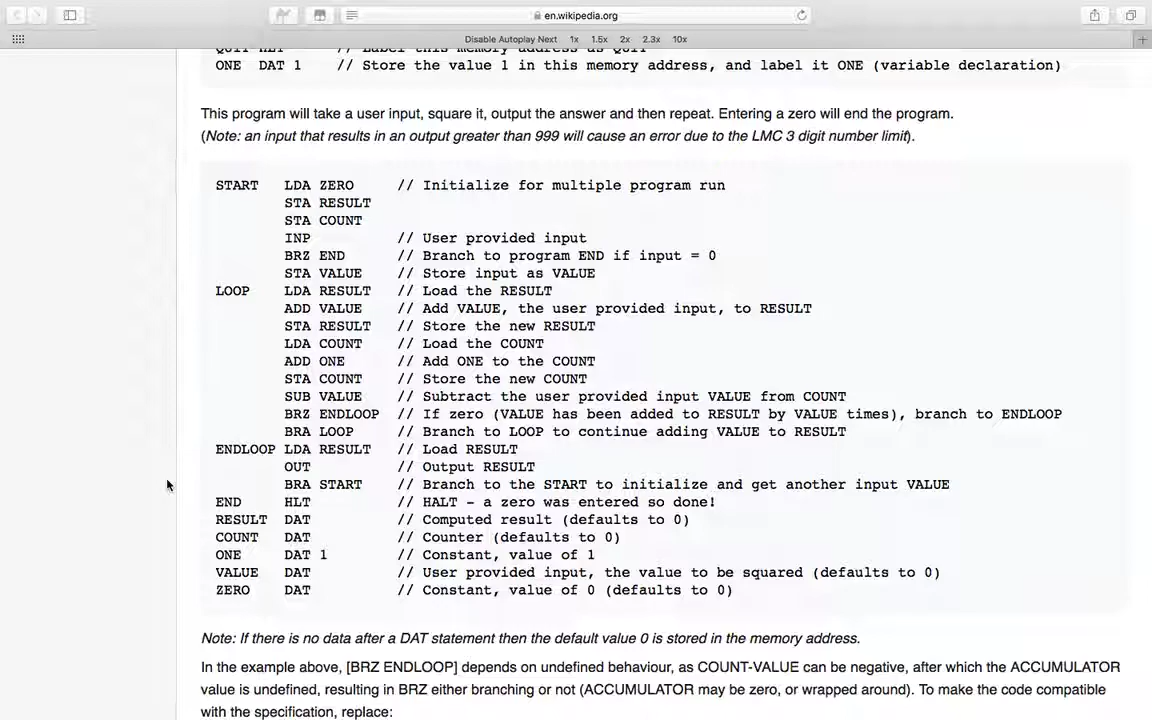 en.wikipedia.org
Disable Autoplay Next 1x 1.5x 2x 2.3x 10x
QUIT HLT // Label this memory address as QUIT
ONE DAT 1 // Store the value 1 in this memory address, and label it ONE (variable declaration)
This program will take a user input, square it, output the answer and then repeat. Entering a zero will end the program.
(Note: an input that results in an output greater than 999 will cause an error due to the LMC 3 digit number limit).
START LDA ZERO // Initialize for multiple program run
STA RESULT
STA COUNT
INP // User provided input
BRZ END // Branch to program END if input = 0
STA VALUE // Store input as VALUE
LOOP LDA RESULT // Load the RESULT
ADD VALUE // Add VALUE, the user provided input, to RESULT
STA RESULT // Store the new RESULT
LDA COUNT // Load the COUNT
ADD ONE // Add ONE to the COUNT
STA COUNT // Store the new COUNT
SUB VALUE // Subtract the user provided input VALUE from COUNT
BRZ ENDLOOP // If zero (VALUE has been added to RESULT by VALUE times), branch to ENDLOOP
BRA LOOP // Branch to LOOP to continue adding VALUE to RESULT
ENDLOOP LDA RESULT // Load RESULT
OUT // Output RESULT
BRA START // Branch to the START to initialize and get another input VALUE
END HLT // HALT - a zero was entered so done!
RESULT DAT // Computed result (defaults to 0)
COUNT DAT // Counter (defaults to 0)
ONE DAT 1 // Constant, value of 1
VALUE DAT // User provided input, the value to be squared (defaults to 0)
ZERO DAT // Constant, value of 0 (defaults to 0)
Note: If there is no data after a DAT statement then the default value 0 is stored in the memory address.
In the example above, [BRZ ENDLOOP] depends on undefined behaviour, as COUNT-VALUE can be negative, after which the ACCUMULATOR
value is undefined, resulting in BRZ either branching or not (ACCUMULATOR may be zero, or wrapped around). To make the code compatible
with the specification, replace: